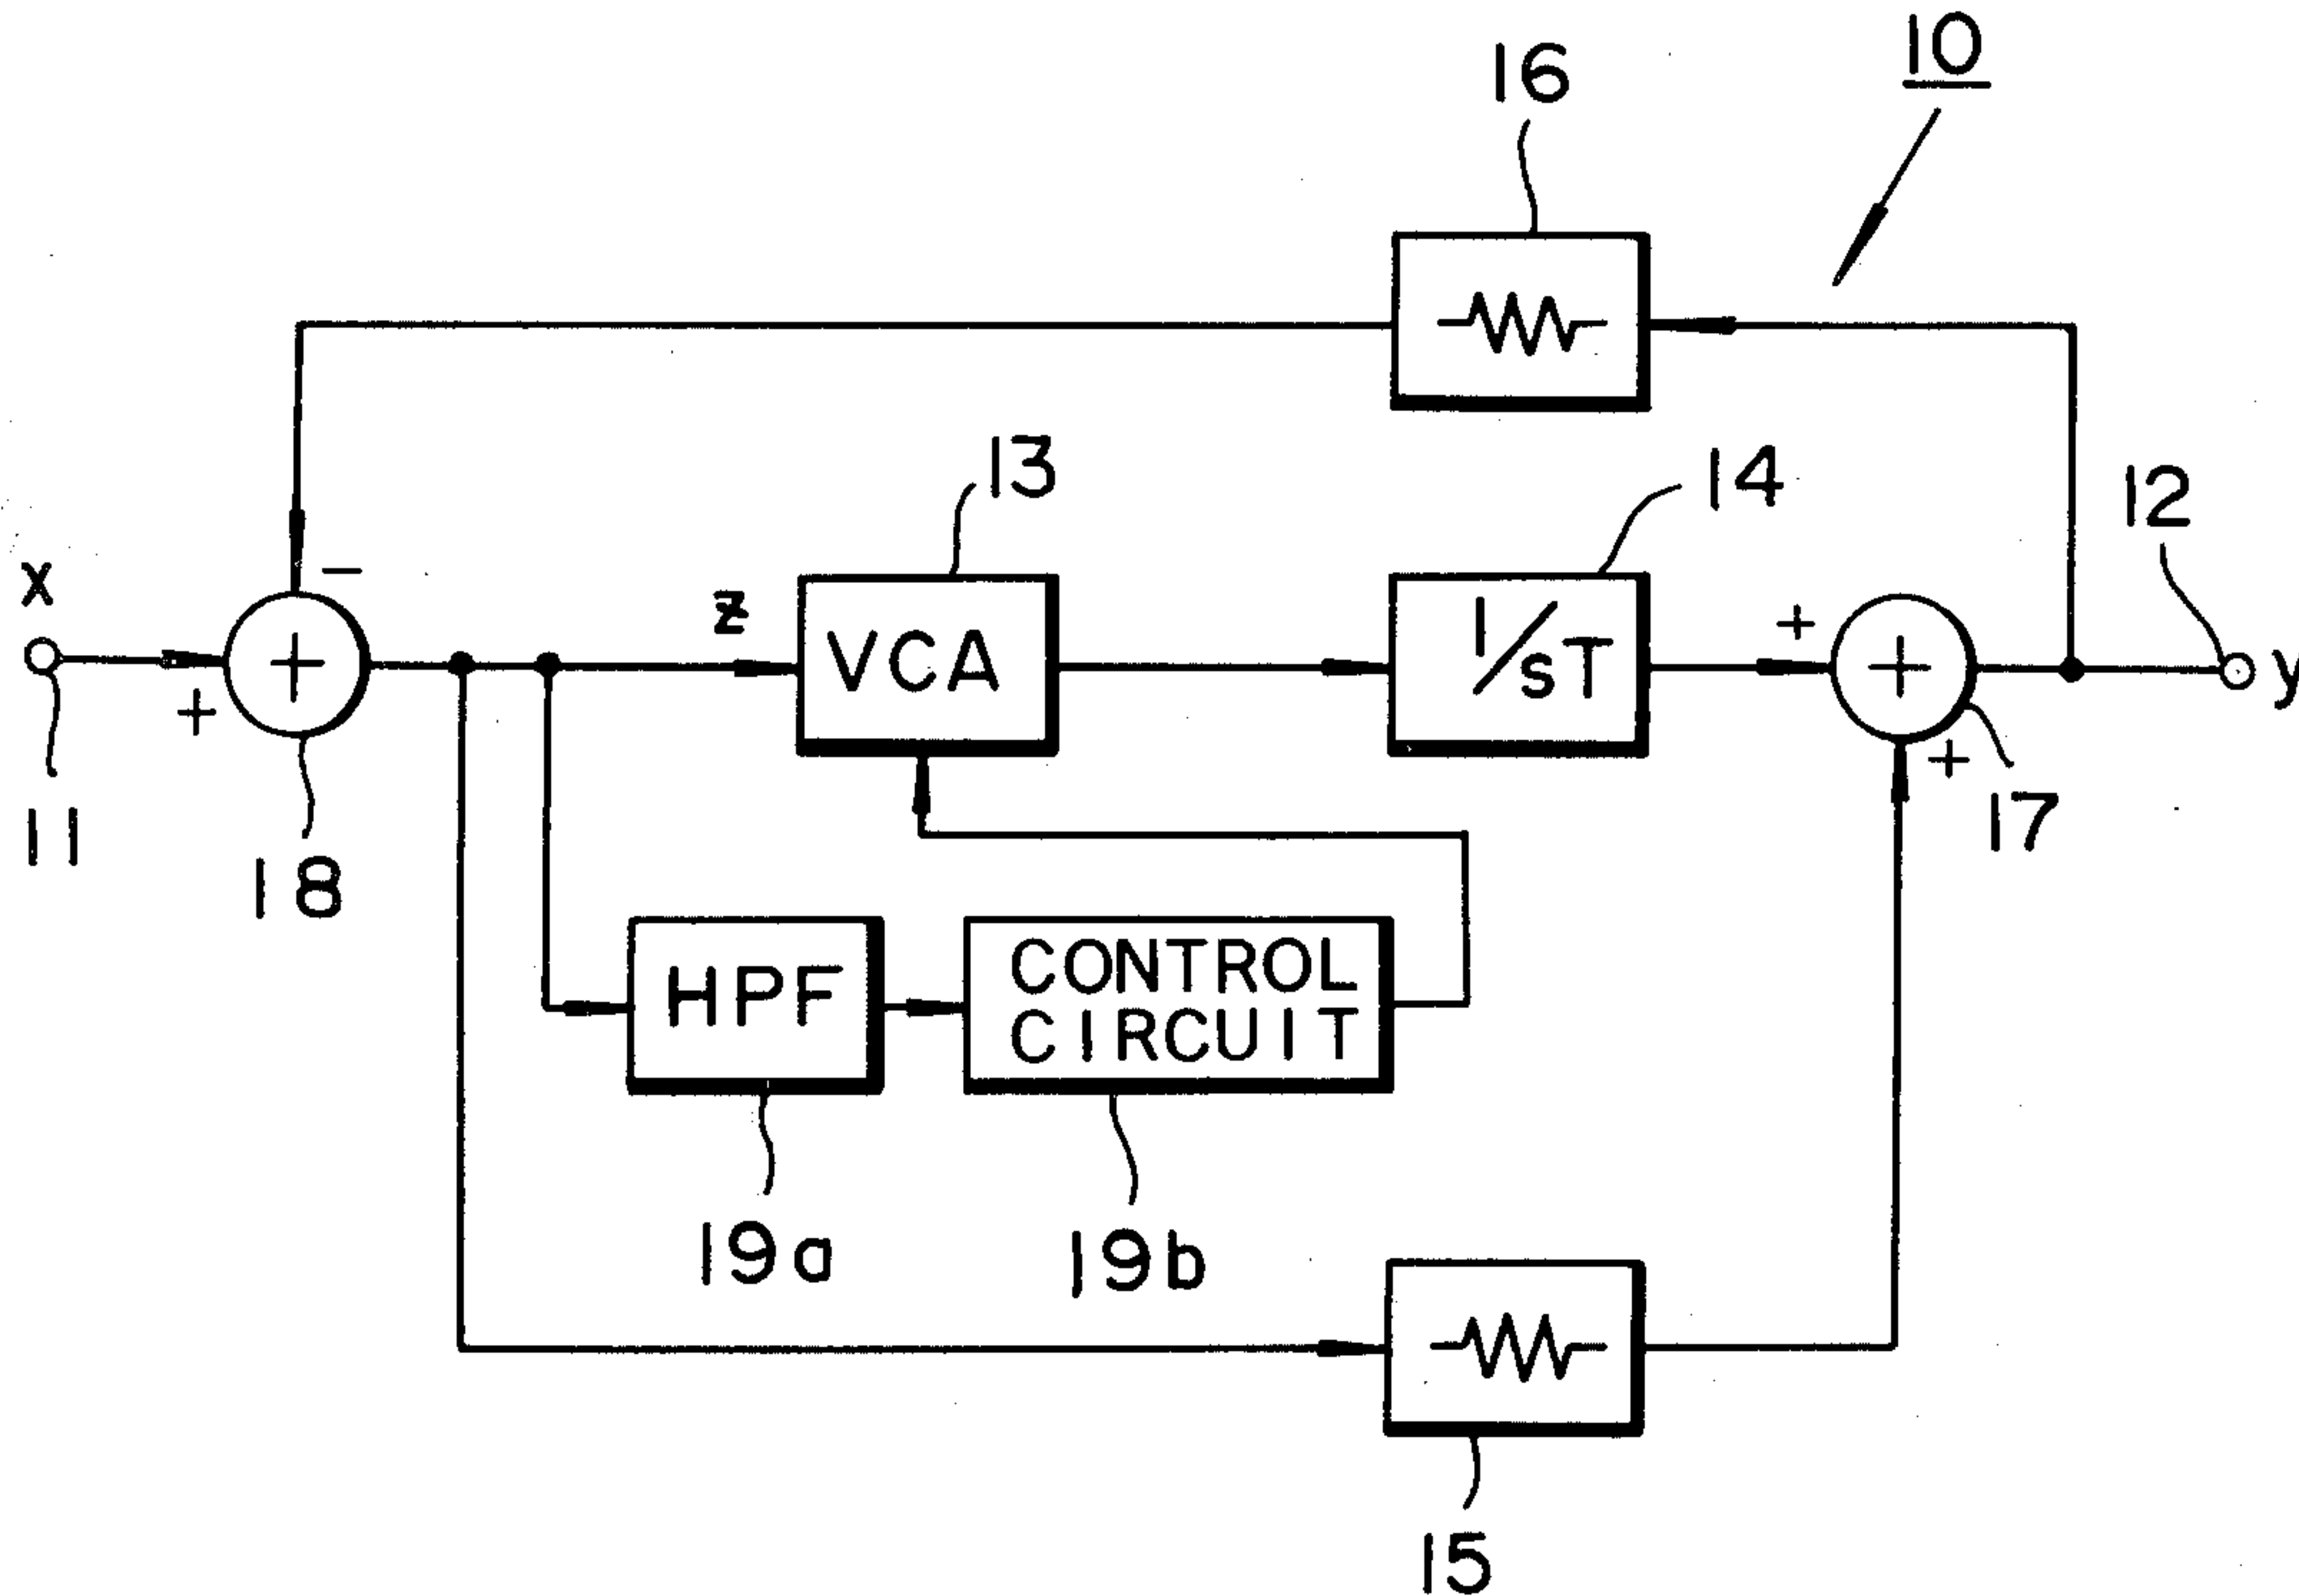 10
16
13
14
12
x
−
z
VCA
1/sT
+
+
y
+
+
+
11
18
17
HPF
CONTROL
CIRCUIT
19a
19b
15